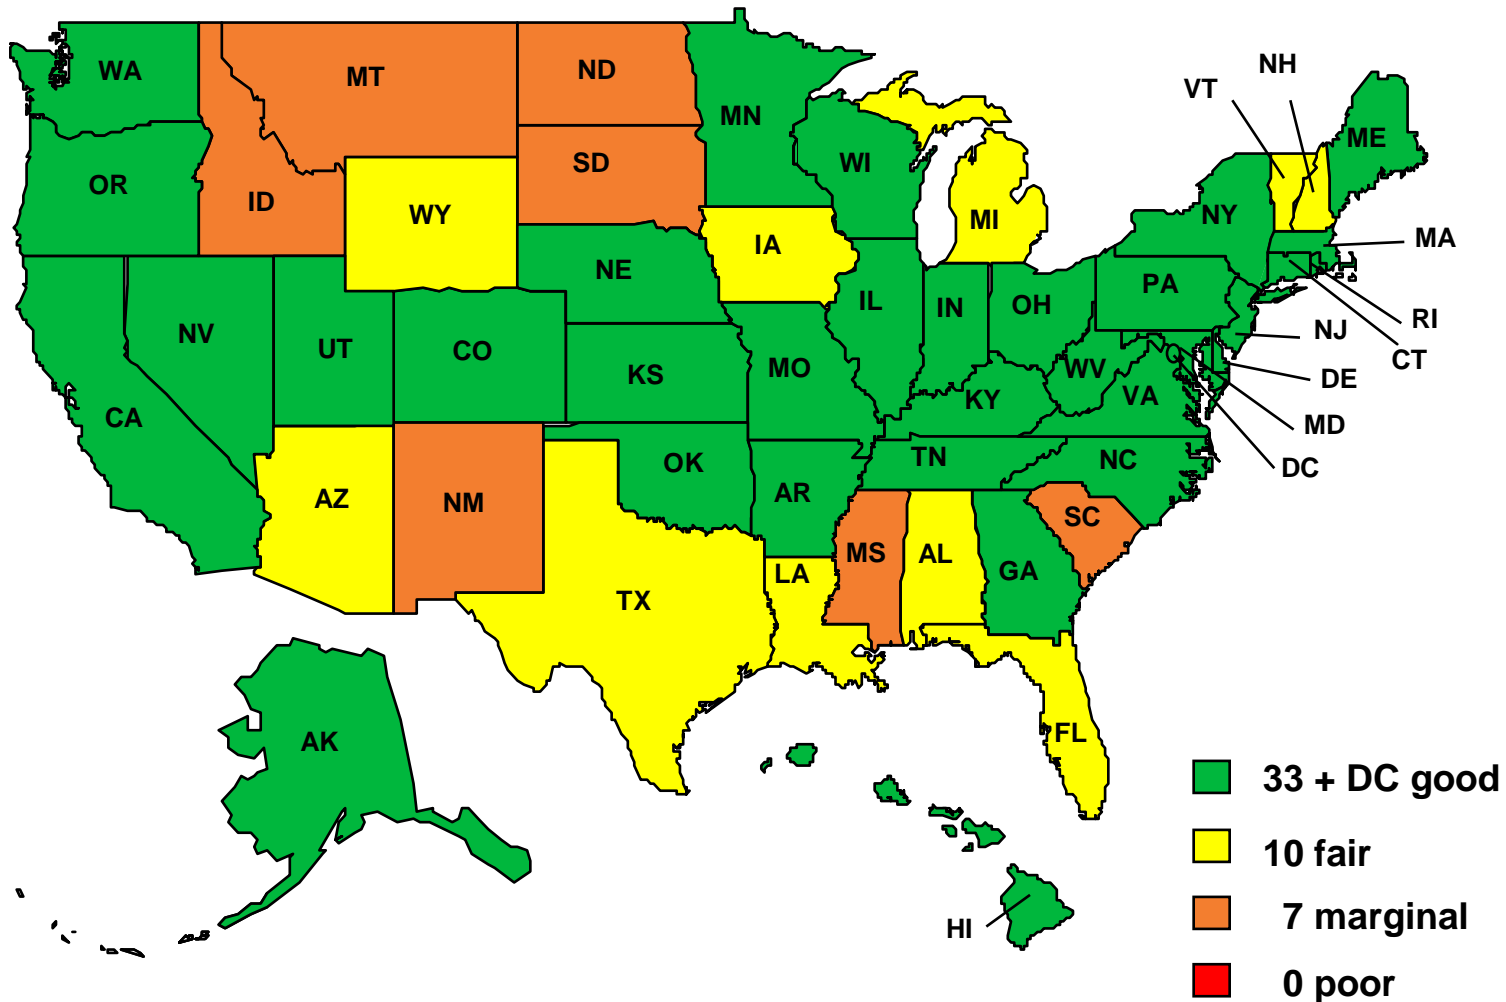 NH
VT
WA
MT
ND
MN
ME
WI
SD
OR
ID
WY
NY
MI
IA
MA
NE
PA
IL
IN
OH
RI
NV
UT
CO
NJ
CT
MO
KS
WV
DE
CA
KY
VA
MD
TN
NC
DC
OK
AR
AZ
NM
SC
MS
AL
GA
LA
TX
FL
AK
HI
33 + DC good
10 fair
7 marginal
0 poor